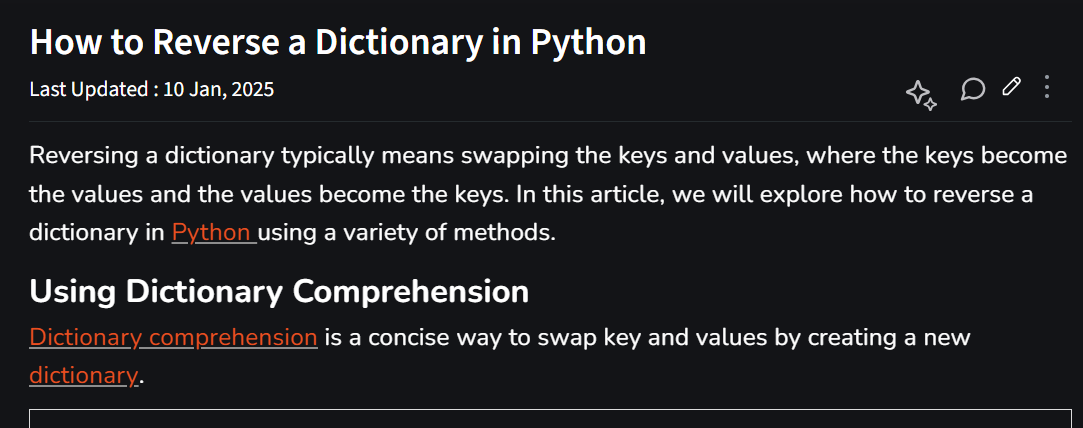 How to Reverse a Dictionary in Python
Last Updated : 10 Jan, 2025
Reversing a dictionary typically means swapping the keys and values, where the keys become
the values and the values become the keys. In this article, we will explore how to reverse a
dictionary in Python using a variety of methods.
Using Dictionary Comprehension
Dictionary comprehension is a concise way to swap key and values by creating a new
dictionary.